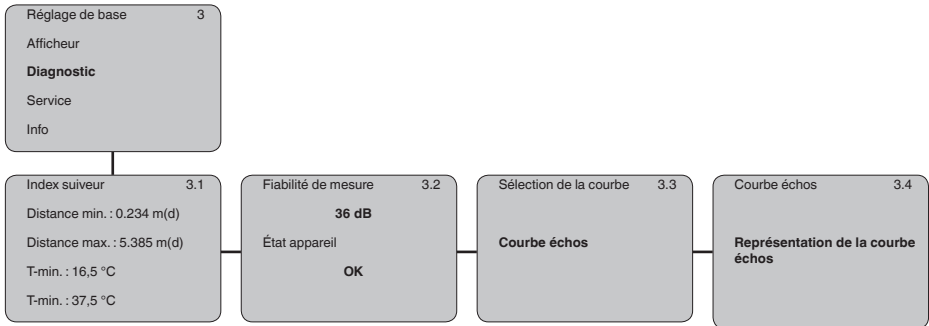 Réglage de base 3
Afficheur
Diagnostic
Service
Info
Index suiveur 3.1
Distance min. : 0.234 m(d)
Distance max. : 5.385 m(d)
T-min. : 16,5 °C
T-min. : 37,5 °C
Fiabilité de mesure 3.2
36 dB
État appareil
OK
Sélection de la courbe 3.3
Courbe échos
Courbe échos 3.4
Représentation de la courbe
échos